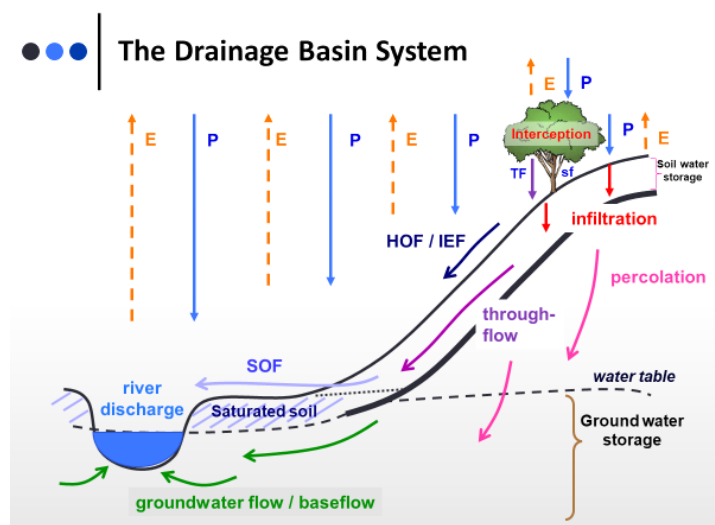 The Drainage Basin System
E
P
E
P
E
P
E
P
Interception
P
E
TF
sf
Soil water
storage
infiltration
HOF / IEF
percolation
through-
flow
SOF
water table
river
discharge
Saturated soil
Ground water
storage
groundwater flow / baseflow